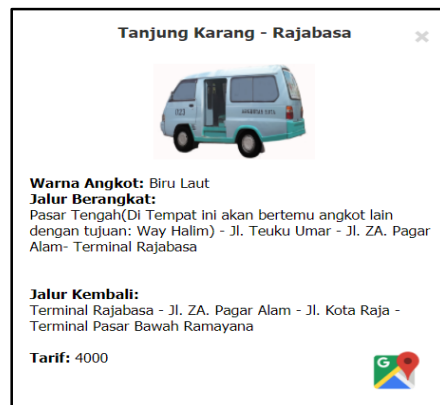 Tanjung Karang - Rajabasa
×
Warna Angkot: Biru Laut
Jalur Berangkat:
Pasar Tengah(Di Tempat ini akan bertemu angkot lain
dengan tujuan: Way Halim) - Jl. Teuku Umar - Jl. ZA. Pagar
Alam- Terminal Rajabasa
Jalur Kembali:
Terminal Rajabasa - Jl. ZA. Pagar Alam - Jl. Kota Raja -
Terminal Pasar Bawah Ramayana
Tarif: 4000
G